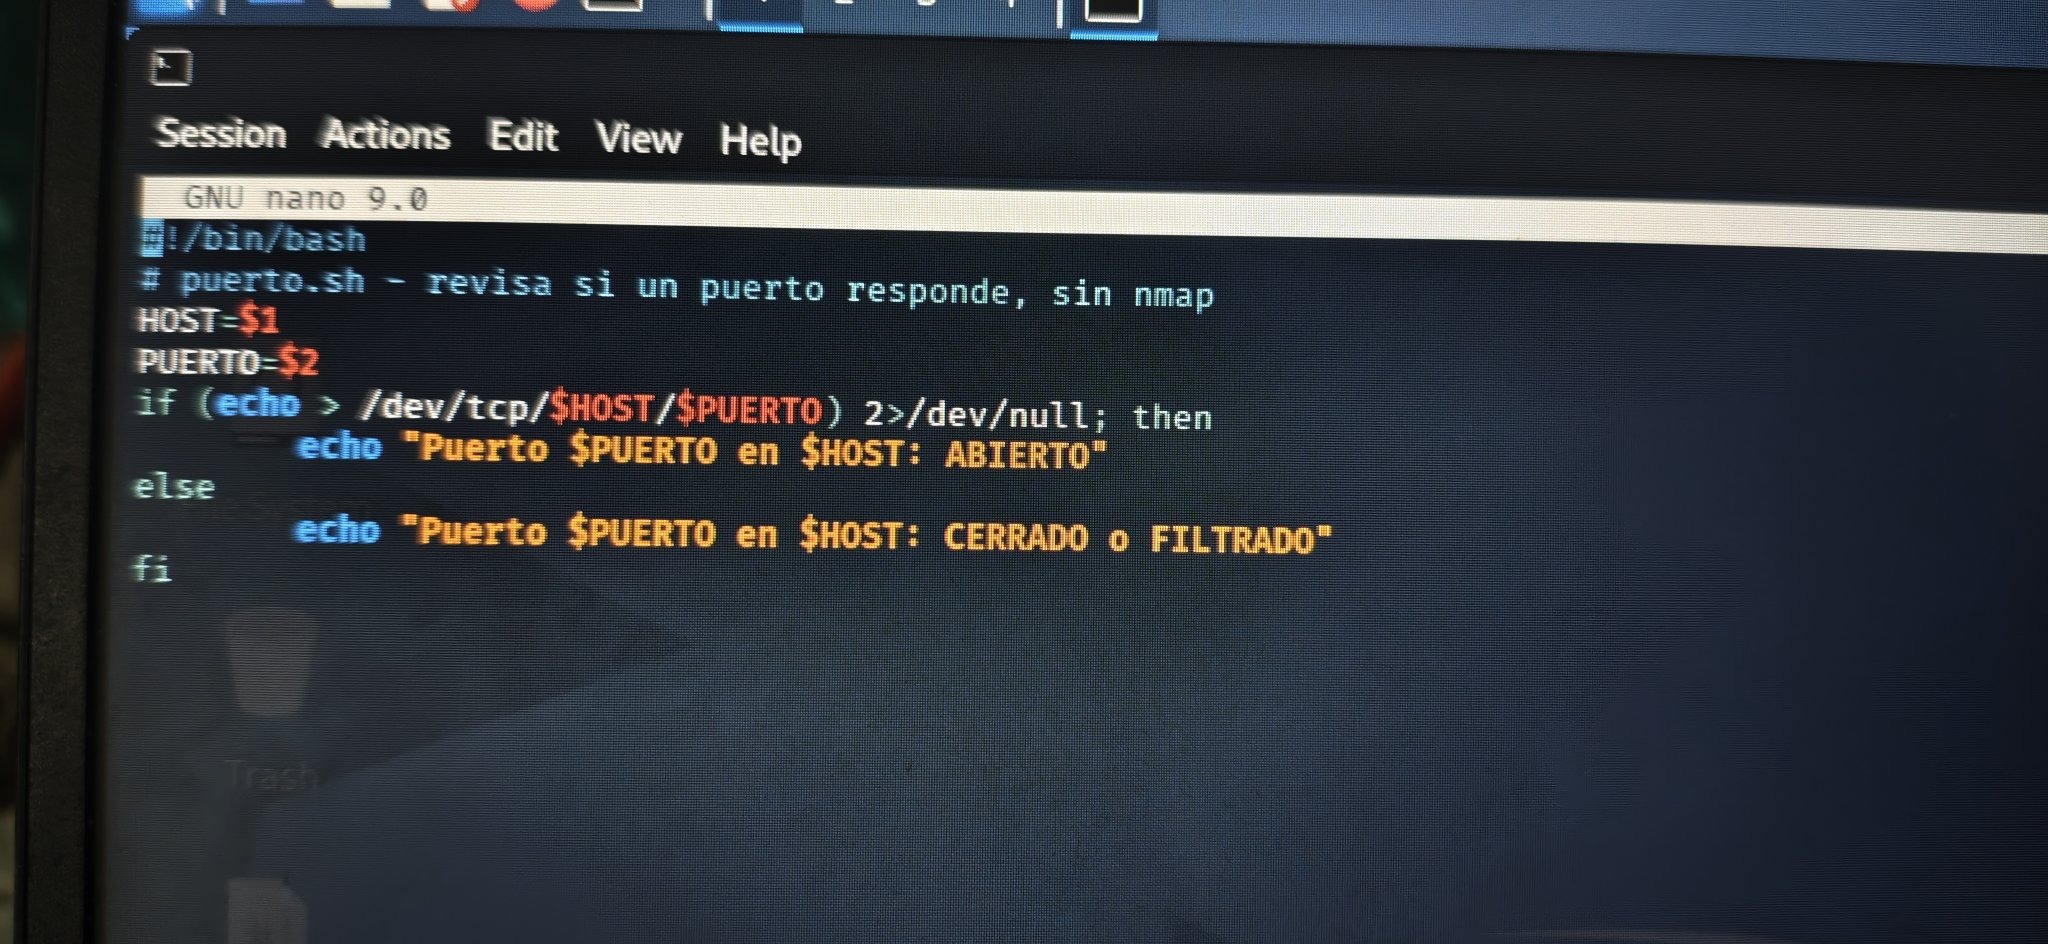 Session Actions Edit View Help
GNU nano 9.0
#!/bin/bash
# puerto.sh - revisa si un puerto responde, sin nmap
HOST=$1
PUERTO=$2
if (echo > /dev/tcp/$HOST/$PUERTO) 2>/dev/null; then
echo "Puerto $PUERTO en $HOST: ABIERTO"
else
echo "Puerto $PUERTO en $HOST: CERRADO o FILTRADO"
fi
Trash